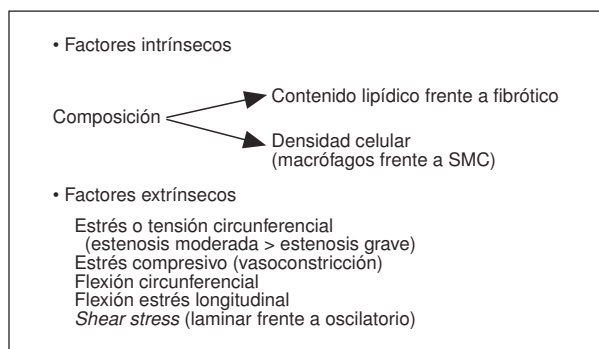 • Factores intrínsecos
Contenido lipídico frente a fibrótico
Composición
Densidad celular
(macrófagos frente a SMC)
• Factores extrínsecos
Estrés o tensión circunferencial
(estenosis moderada > estenosis grave)
Estrés compresivo (vasoconstricción)
Flexión circunferencial
Flexión estrés longitudinal
Shear stress (laminar frente a oscilatorio)